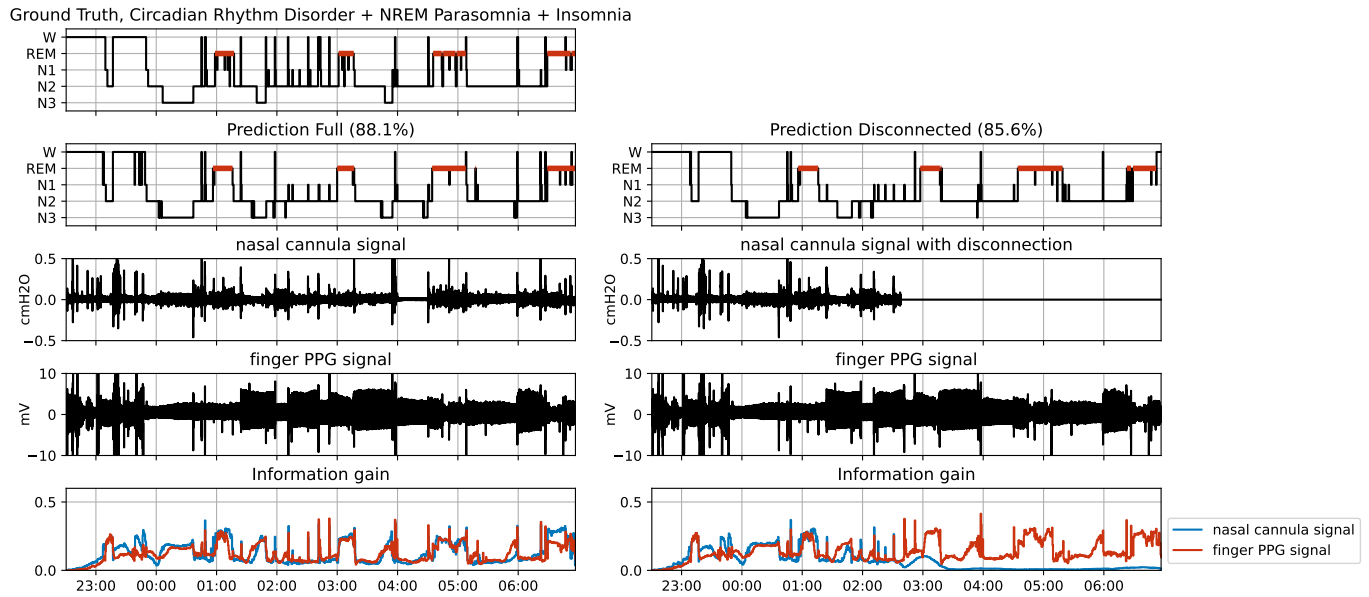 Ground Truth, Circadian Rhythm Disorder + NREM Parasomnia + Insomnia
W
REM
N1
N2
N3
Prediction Full (88.1%)
W
REM
N1
N2
N3
Prediction Disconnected (85.6%)
W
REM
N1
N2
N3
nasal cannula signal
0.5
0.0
−0.5
cmH2O
nasal cannula signal with disconnection
0.5
0.0
−0.5
cmH2O
finger PPG signal
10
0
−10
mV
finger PPG signal
10
0
−10
mV
Information gain
0.5
0.0
23:00 00:00 01:00 02:00 03:00 04:00 05:00 06:00
Information gain
0.5
0.0
23:00 00:00 01:00 02:00 03:00 04:00 05:00 06:00
nasal cannula signal
finger PPG signal